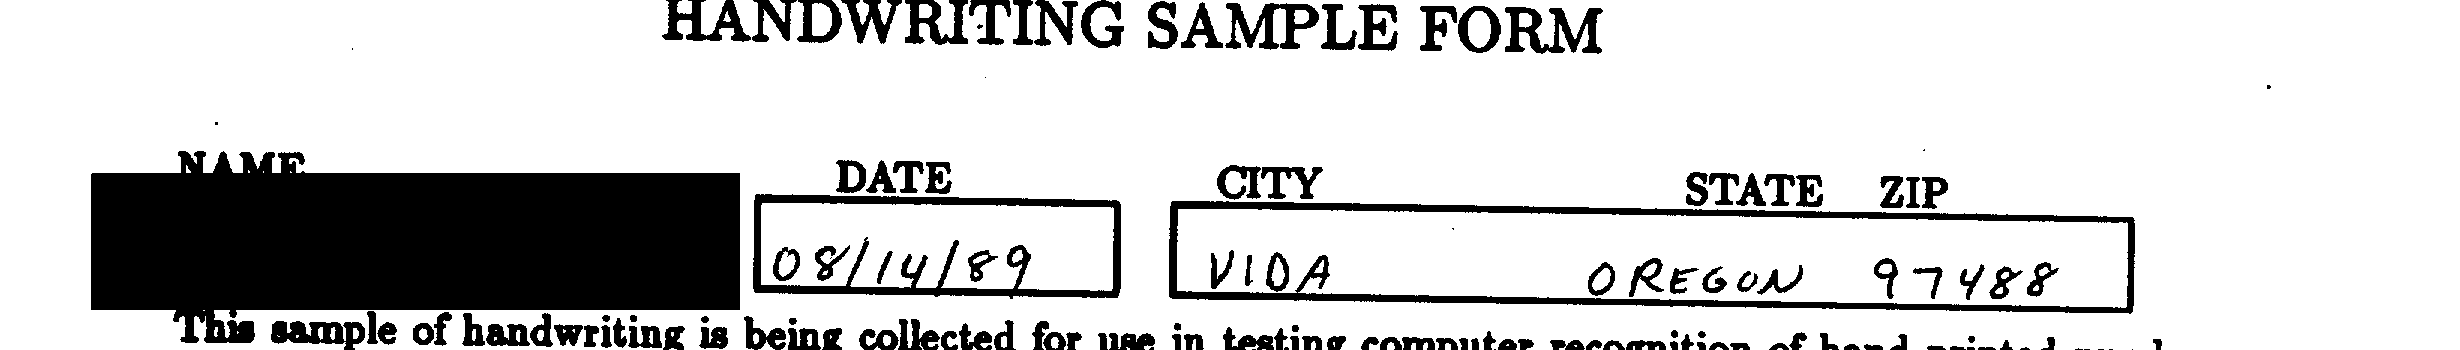 HANDWRITING SAMPLE FORM
NAME DATE CITY STATE ZIP
08/14/89 VIDA OREGON 97488
This sample of handwriting is being collected for use in testing computer recognition of hand printed